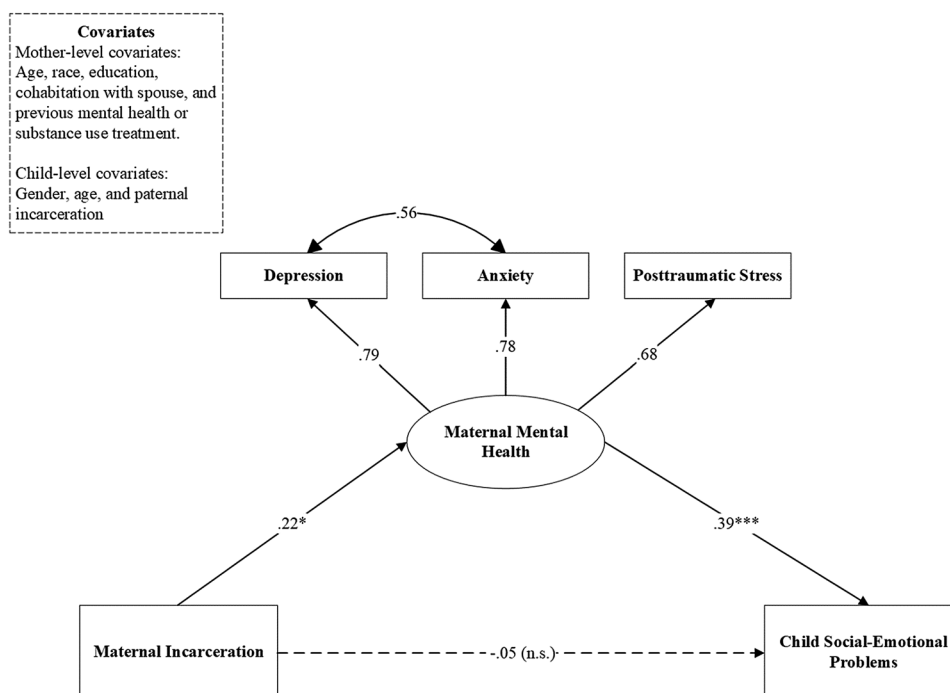 Covariates
Mother-level covariates:
Age, race, education,
cohabitation with spouse, and
previous mental health or
substance use treatment.
Child-level covariates:
Gender, age, and paternal
incarceration
.56
Depression
Anxiety
Posttraumatic Stress
.79
.78
.68
Maternal Mental
Health
.22*
.39***
Maternal Incarceration
-.05 (n.s.)
Child Social-Emotional
Problems